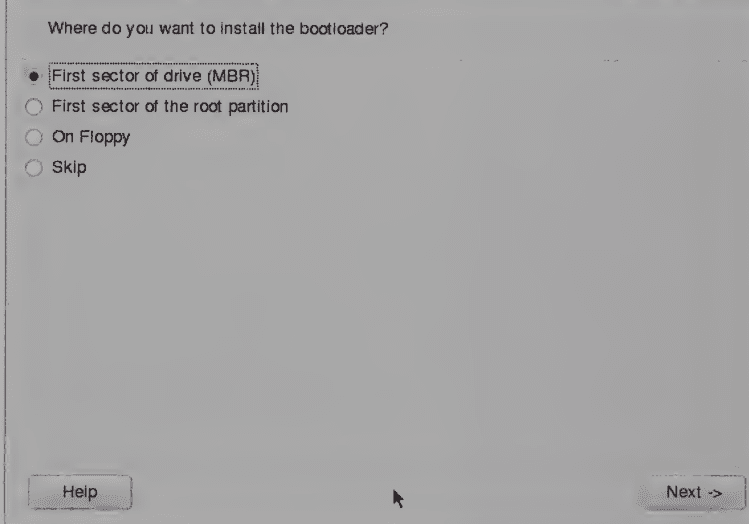 Where do you want to install the bootloader?
First sector of drive (MBR)
First sector of the root partition
On Floppy
Skip
Help
Next ->